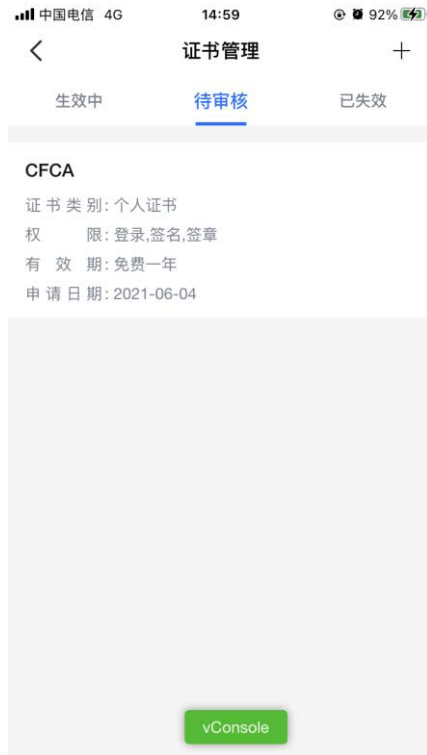 中国电信 4G 14:59 92%
证书管理
生效中 待审核 已失效
CFCA
证书类别: 个人证书
权限: 登录,签名,签章
有效期: 免费一年
申请日期: 2021-06-04
vConsole